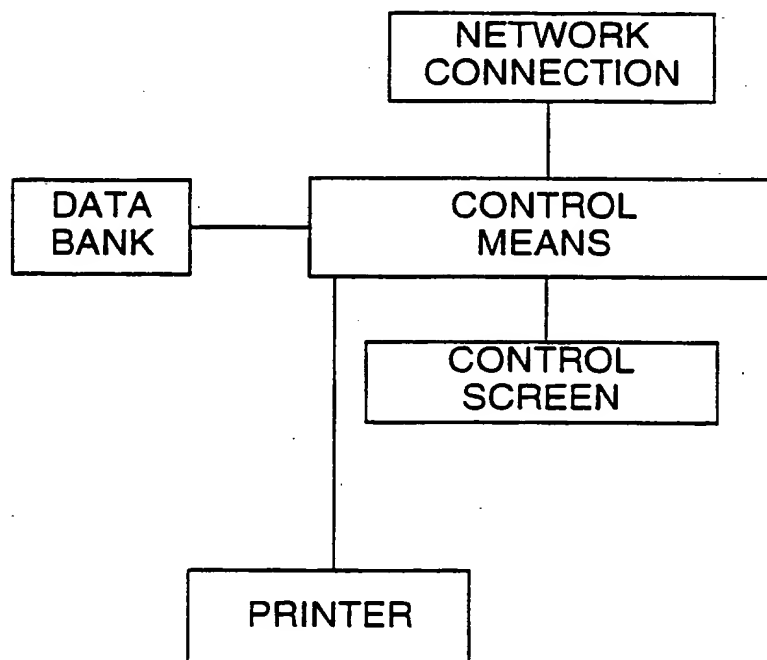 NETWORK
CONNECTION
DATA
BANK
CONTROL
MEANS
CONTROL
SCREEN
PRINTER